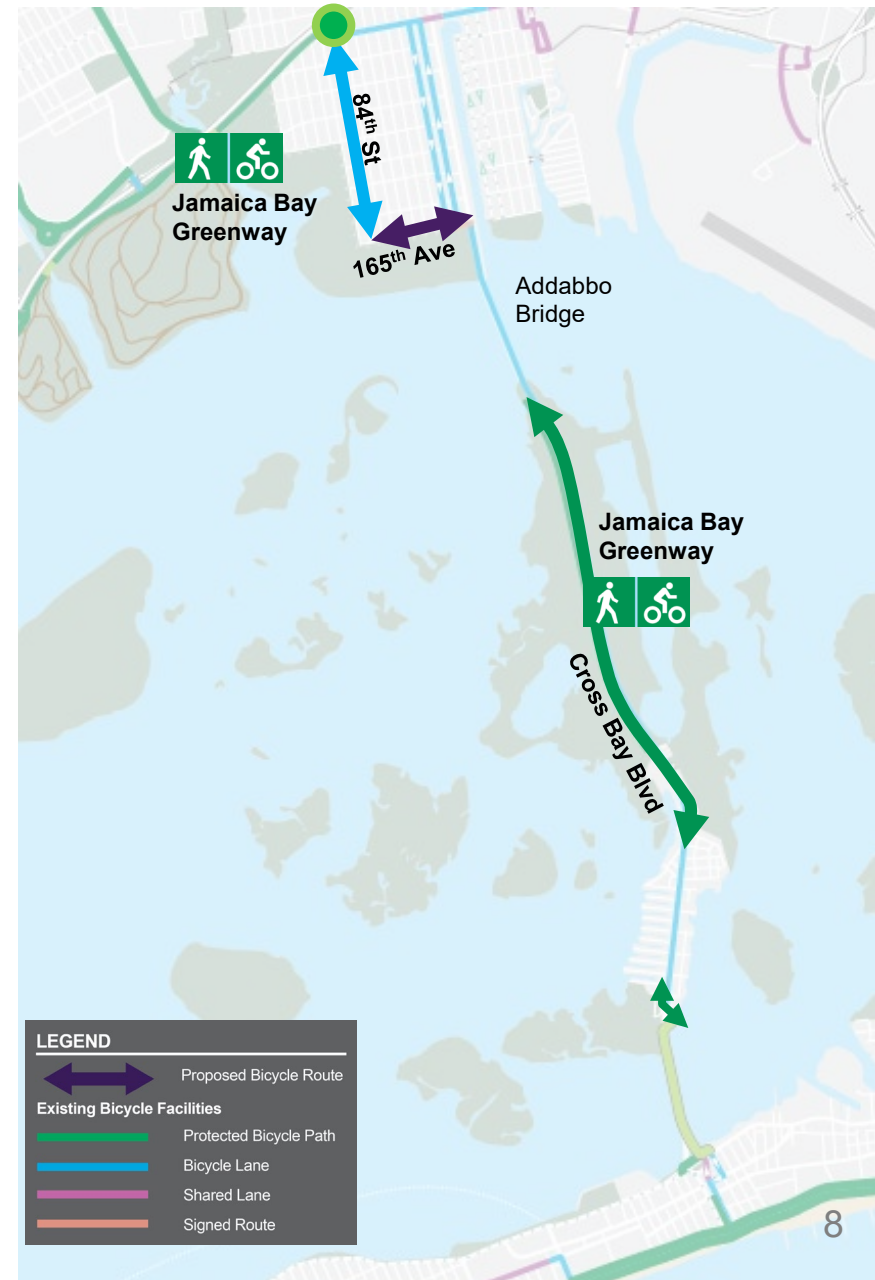 84th St
Jamaica Bay
Greenway
165th Ave
Addabbo
Bridge
Jamaica Bay
Greenway
Cross Bay Blvd
LEGEND
Proposed Bicycle Route
Existing Bicycle Facilities
Protected Bicycle Path
Bicycle Lane
Shared Lane
Signed Route
8